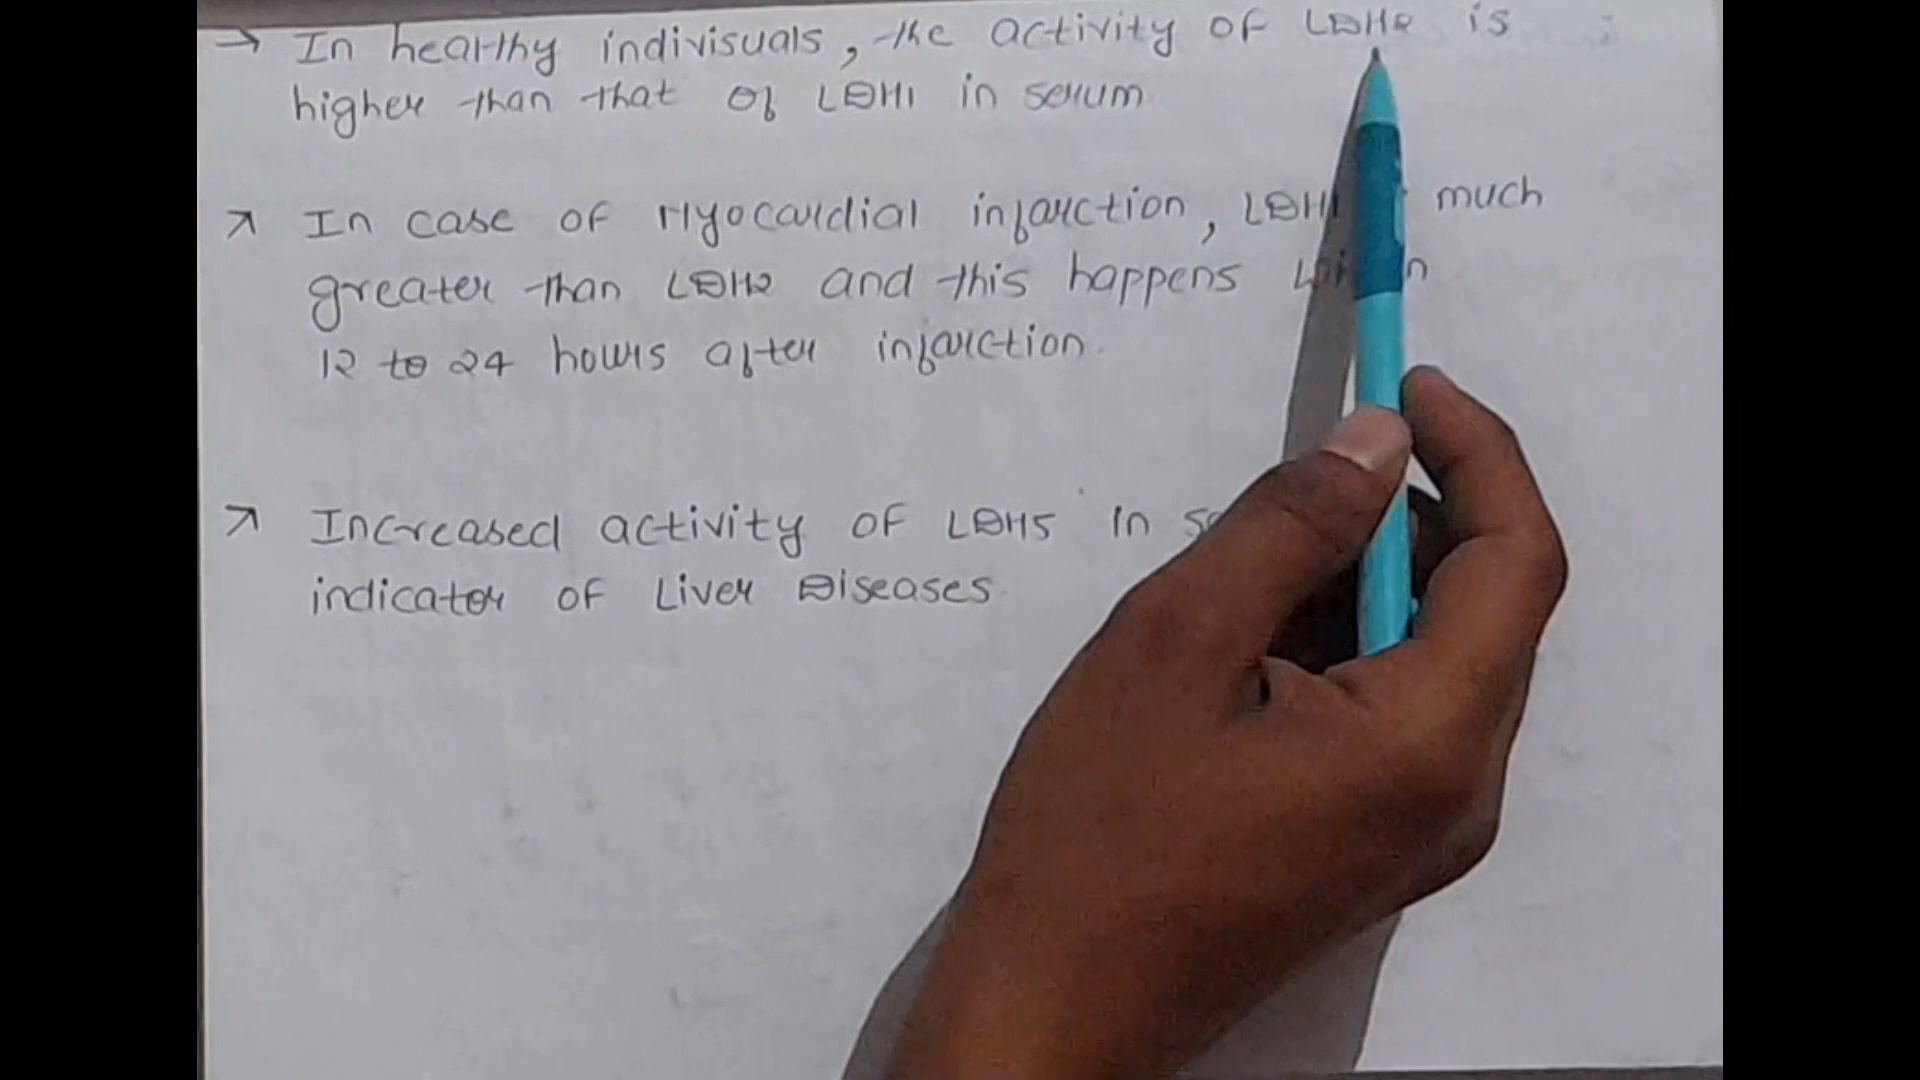 → In healthy indivisuals, the activity of LDH2 is
higher than that of LDH1 in serum
→ In case of Myocardial infarction, LDH1 much
greater than LDH2 and this happens
12 to 24 hours after infarction.
→ Increased activity of LDH5 in
indicator of Liver Diseases